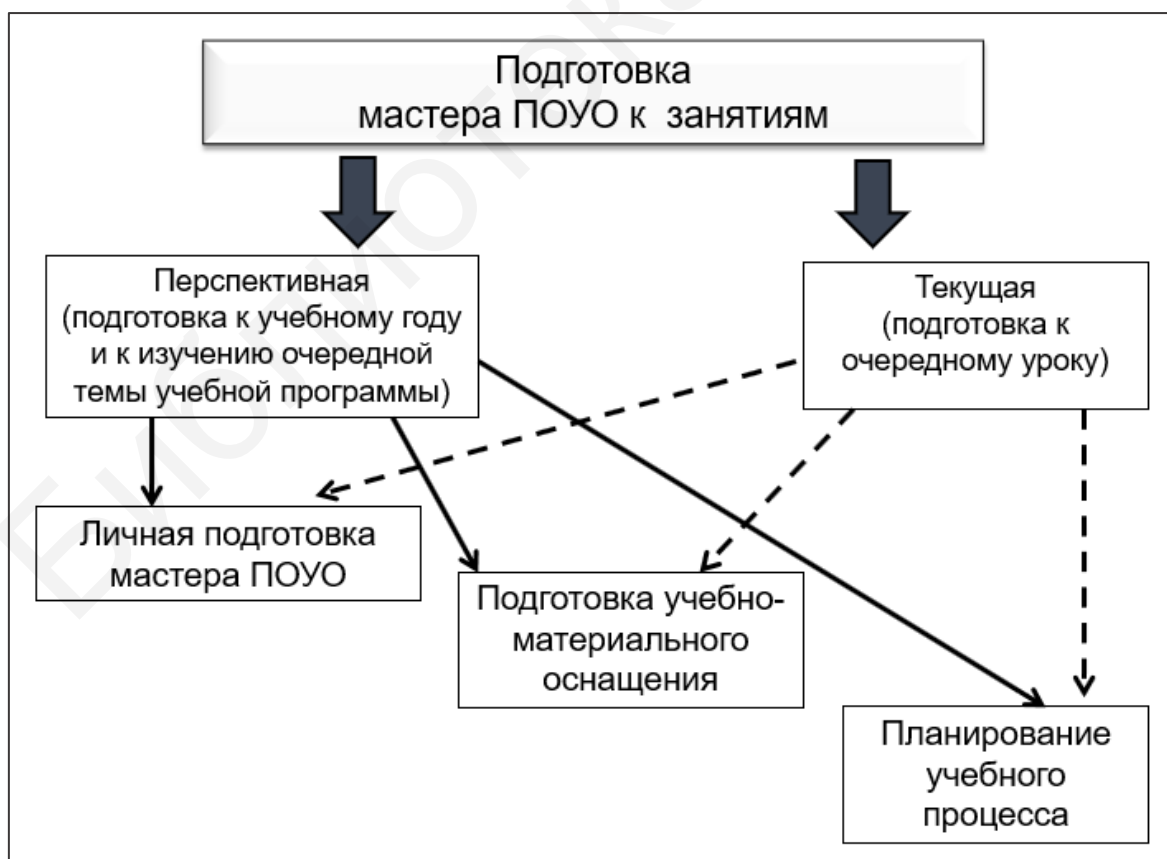 Подготовка
мастера ПОУО к занятиям
Перспективная
(подготовка к учебному году
и к изучению очередной
темы учебной программы)
Текущая
(подготовка к
очередному уроку)
Личная подготовка
мастера ПОУО
Подготовка учебно-
материального
оснащения
Планирование
учебного
процесса